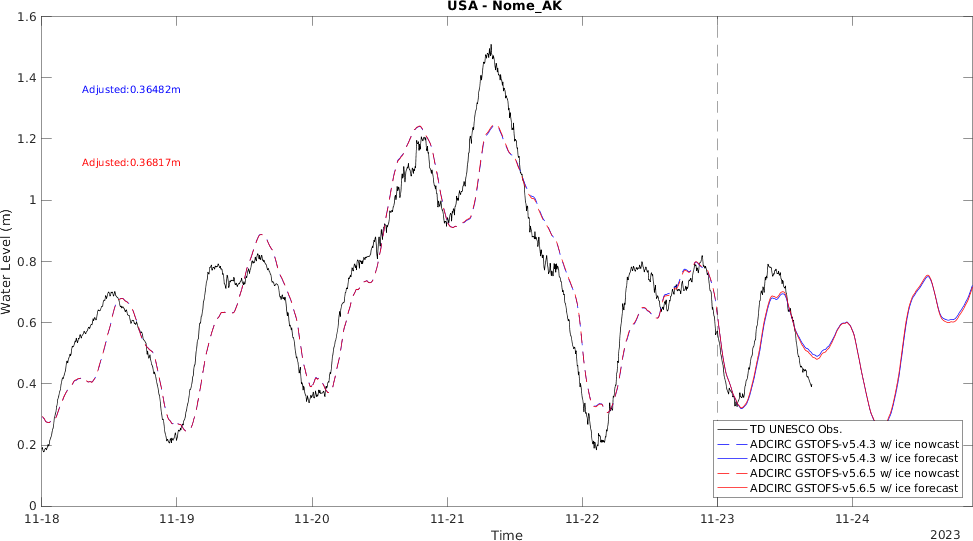 USA - Nome_AK
1.6
1.4
1.2
1
0.8
0.6
0.4
0.2
0
Water Level (m)
Adjusted:0.36482m
Adjusted:0.36817m
TD UNESCO Obs.
ADCIRC GSTOFS-v5.4.3 w/ ice nowcast
ADCIRC GSTOFS-v5.4.3 w/ ice forecast
ADCIRC GSTOFS-v5.6.5 w/ ice nowcast
ADCIRC GSTOFS-v5.6.5 w/ ice forecast
11-18 11-19 11-20 11-21 11-22 11-23 11-24
Time
2023